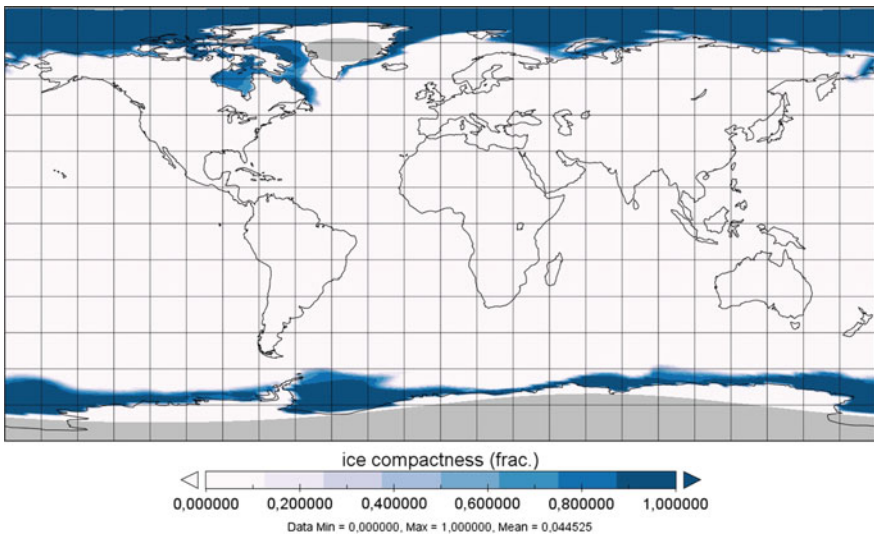 ice compactness (frac.)
0,000000 0,200000 0,400000 0,600000 0,800000 1,000000
Data Min = 0,000000, Max = 1,000000, Mean = 0,044525